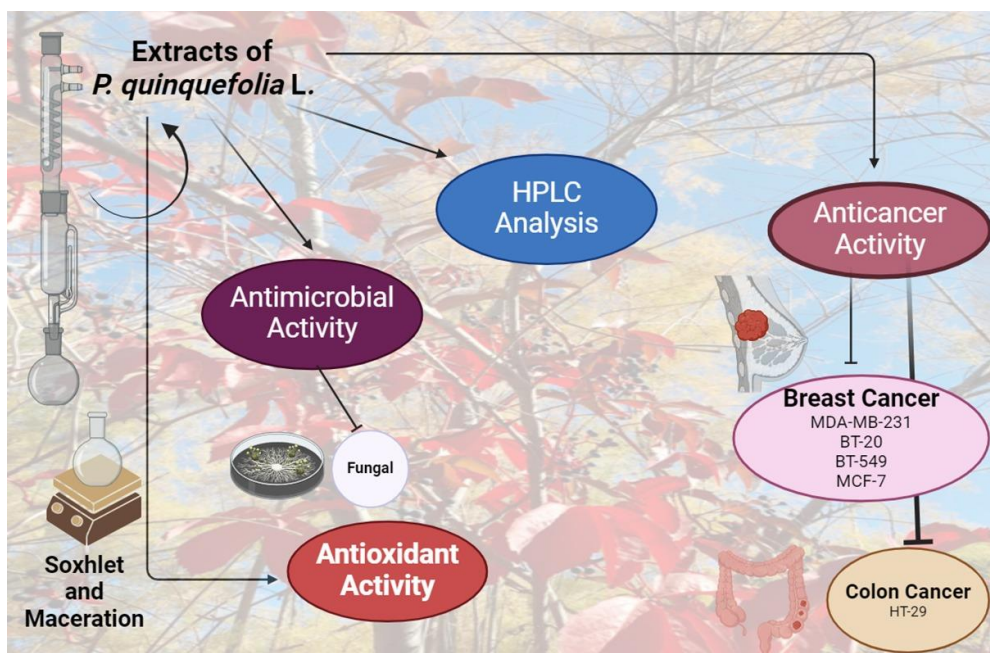 Extracts of
P. quinquefolia L.
HPLC
Analysis
Anticancer
Activity
Antimicrobial
Activity
Breast Cancer
MDA-MB-231
BT-20
BT-549
MCF-7
Fungal
Soxhlet
and
Maceration
Antioxidant
Activity
Colon Cancer
HT-29